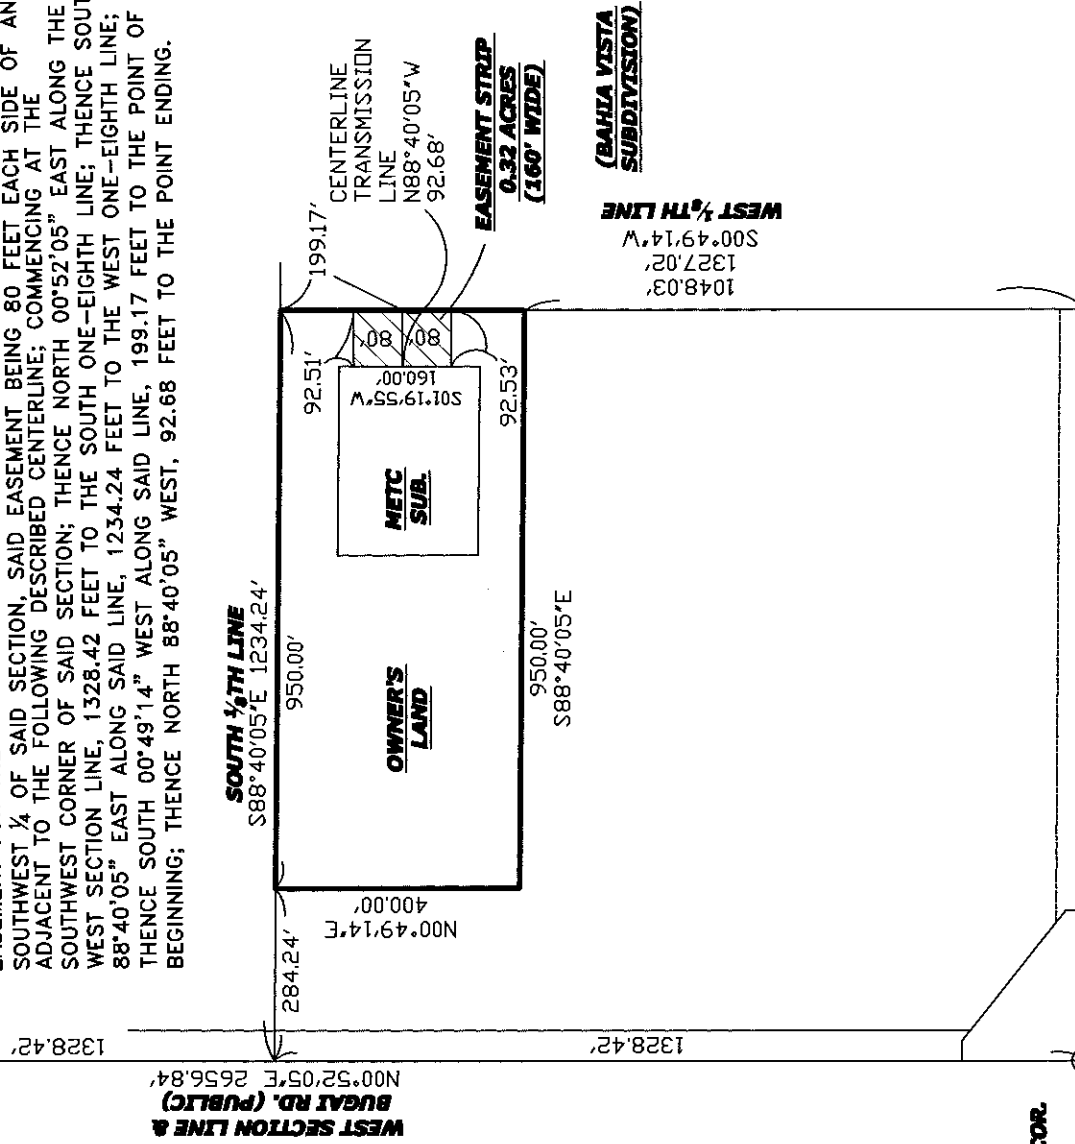 SOUTHWEST ¼ OF SAID SECTION, SAID EASEMENT BEING 80 FEET EACH SIDE OF AN
ADJACENT TO THE FOLLOWING DESCRIBED CENTERLINE; COMMENCING AT THE
SOUTHWEST CORNER OF SAID SECTION; THENCE NORTH 00°52'05" EAST ALONG THE
WEST SECTION LINE, 1328.42 FEET TO THE SOUTH ONE-EIGHTH LINE; THENCE SOUT
88°40'05" EAST ALONG SAID LINE, 1234.24 FEET TO THE WEST ONE-EIGHTH LINE;
THENCE SOUTH 00°49'14" WEST ALONG SAID LINE, 199.17 FEET TO THE POINT OF
BEGINNING; THENCE NORTH 88°40'05" WEST, 92.68 FEET TO THE POINT ENDING.
SOUTH ⅛TH LINE
S88°40'05"E 1234.24'
950.00'
284.24'
199.17'
CENTERLINE
TRANSMISSION
LINE
N88°40'05"W
92.68'
EASEMENT STRIP
0.32 ACRES
(160' WIDE)
92.51'
80'
80'
S01°19'55"W
160.00'
92.53'
METC
SUB.
OWNER'S
LAND
N00°49'14"E
400.00'
950.00'
S88°40'05"E
(BAHIA VISTA
SUBDIVISION)
WEST ⅛TH LINE
S00°49'14"W
1327.02'
1048.03'
1328.42'
1328.42'
WEST SECTION LINE &
BUGAI RD. (PUBLIC)
N00°52'05"E 2656.84'
COR.